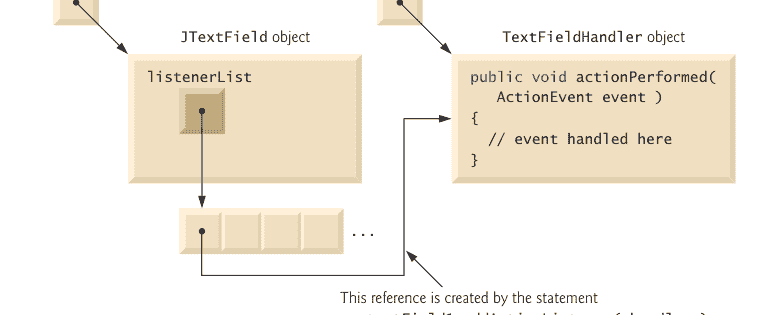 JTextField object
TextFieldHandler object
listenerList
public void actionPerformed(
ActionEvent event )
{
// event handled here
}
...
This reference is created by the statement